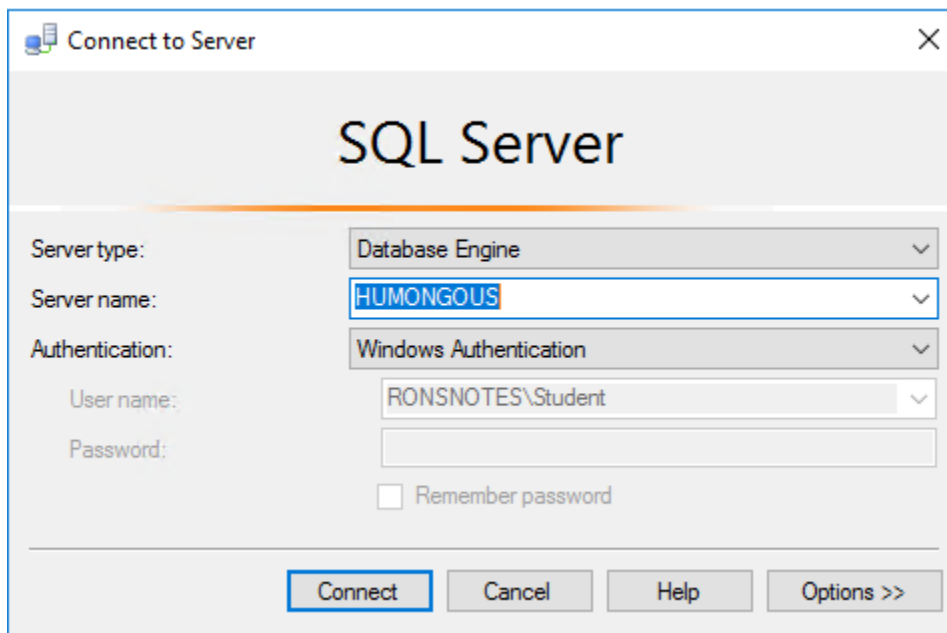 Connect to Server
SQL Server
Server type: Database Engine
Server name: HUMONGOUS
Authentication: Windows Authentication
User name: RONSNOTES\Student
Password:
Remember password
Connect Cancel Help Options >>